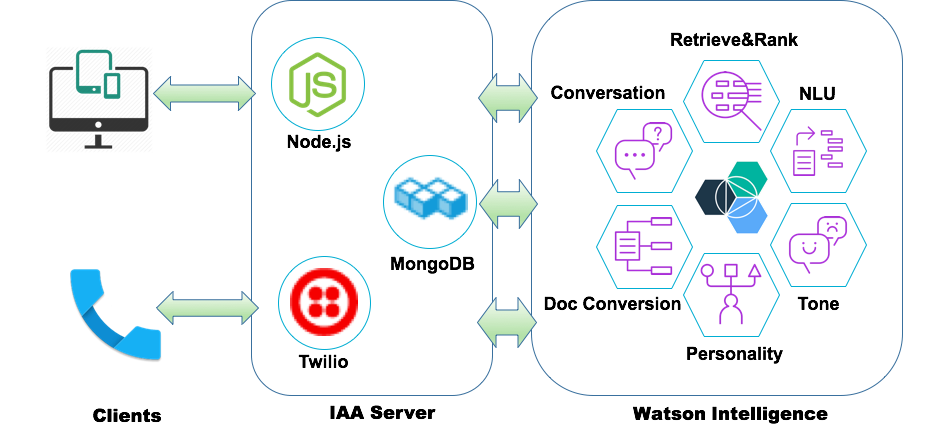 Retrieve&Rank
Conversation
NLU
JS
Node.js
?
MongoDB
Doc Conversion
Tone
Twilio
Personality
Clients
IAA Server
Watson Intelligence